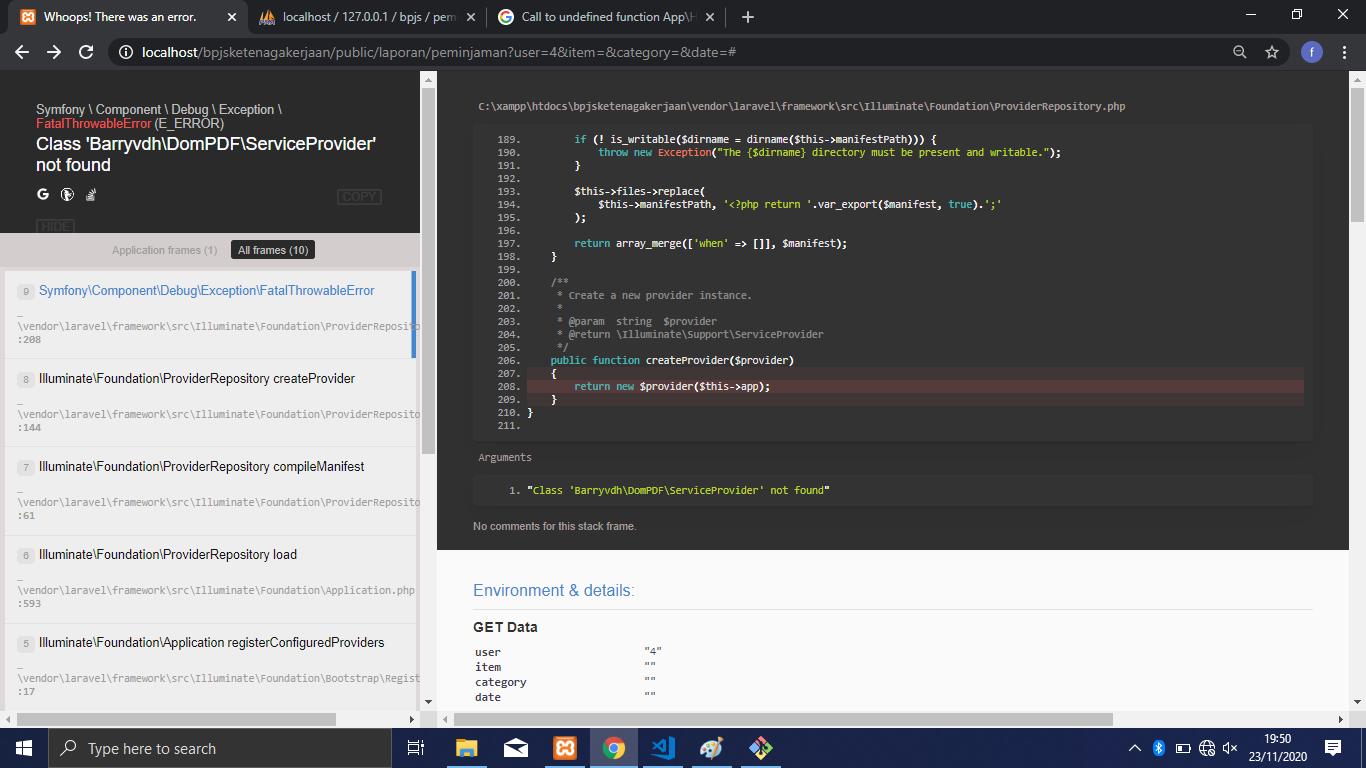 Whoops! There was an error.
localhost / 127.0.0.1 / bpjs / pem
Call to undefined function App\H
localhost/bpjsketenagakerjaan/public/laporan/peminjaman?user=4&item=&category=&date=#
f
Symfony \ Component \ Debug \ Exception \
FatalThrowableError (E_ERROR)
Class 'Barryvdh\DomPDF\ServiceProvider'
not found
COPY
HIDE
Application frames (1)
All frames (10)
9 Symfony\Component\Debug\Exception\FatalThrowableError
…
\vendor\laravel\framework\src\Illuminate\Foundation\ProviderReposito
:208
8 Illuminate\Foundation\ProviderRepository createProvider
…
\vendor\laravel\framework\src\Illuminate\Foundation\ProviderReposito
:144
7 Illuminate\Foundation\ProviderRepository compileManifest
…
\vendor\laravel\framework\src\Illuminate\Foundation\ProviderReposito
:61
6 Illuminate\Foundation\ProviderRepository load
…
\vendor\laravel\framework\src\Illuminate\Foundation\Application.php
:593
5 Illuminate\Foundation\Application registerConfiguredProviders
…
\vendor\laravel\framework\src\Illuminate\Foundation\Bootstrap\Regist
:17
C:\xampp\htdocs\bpjsketenagakerjaan\vendor\laravel\framework\src\Illuminate\Foundation\ProviderRepository.php
189. if (! is_writable($dirname = dirname($this->manifestPath))) {
190. throw new Exception("The {$dirname} directory must be present and writable.");
191. }
192.
193. $this->files->replace(
194. $this->manifestPath, '<?php return '.var_export($manifest, true).';'
195. );
196.
197. return array_merge(['when' => []], $manifest);
198. }
199.
200. /**
201. * Create a new provider instance.
202. *
203. * @param  string  $provider
204. * @return \Illuminate\Support\ServiceProvider
205. */
206. public function createProvider($provider)
207. {
208. return new $provider($this->app);
209. }
210. }
211.
Arguments
1. "Class 'Barryvdh\DomPDF\ServiceProvider' not found"
No comments for this stack frame.
Environment & details:
GET Data
user "4"
item ""
category ""
date ""
Type here to search
19:50
23/11/2020